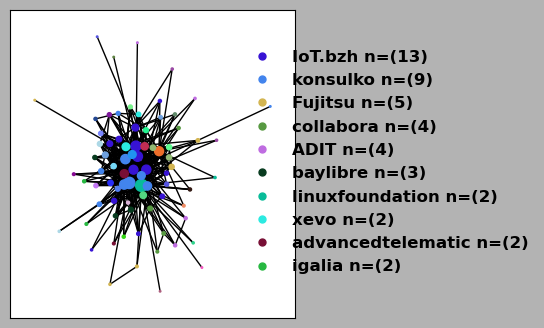 IoT.bzh n=(13)
konsulko n=(9)
Fujitsu n=(5)
collabora n=(4)
ADIT n=(4)
baylibre n=(3)
linuxfoundation n=(2)
xevo n=(2)
advancedtelematic n=(2)
igalia n=(2)